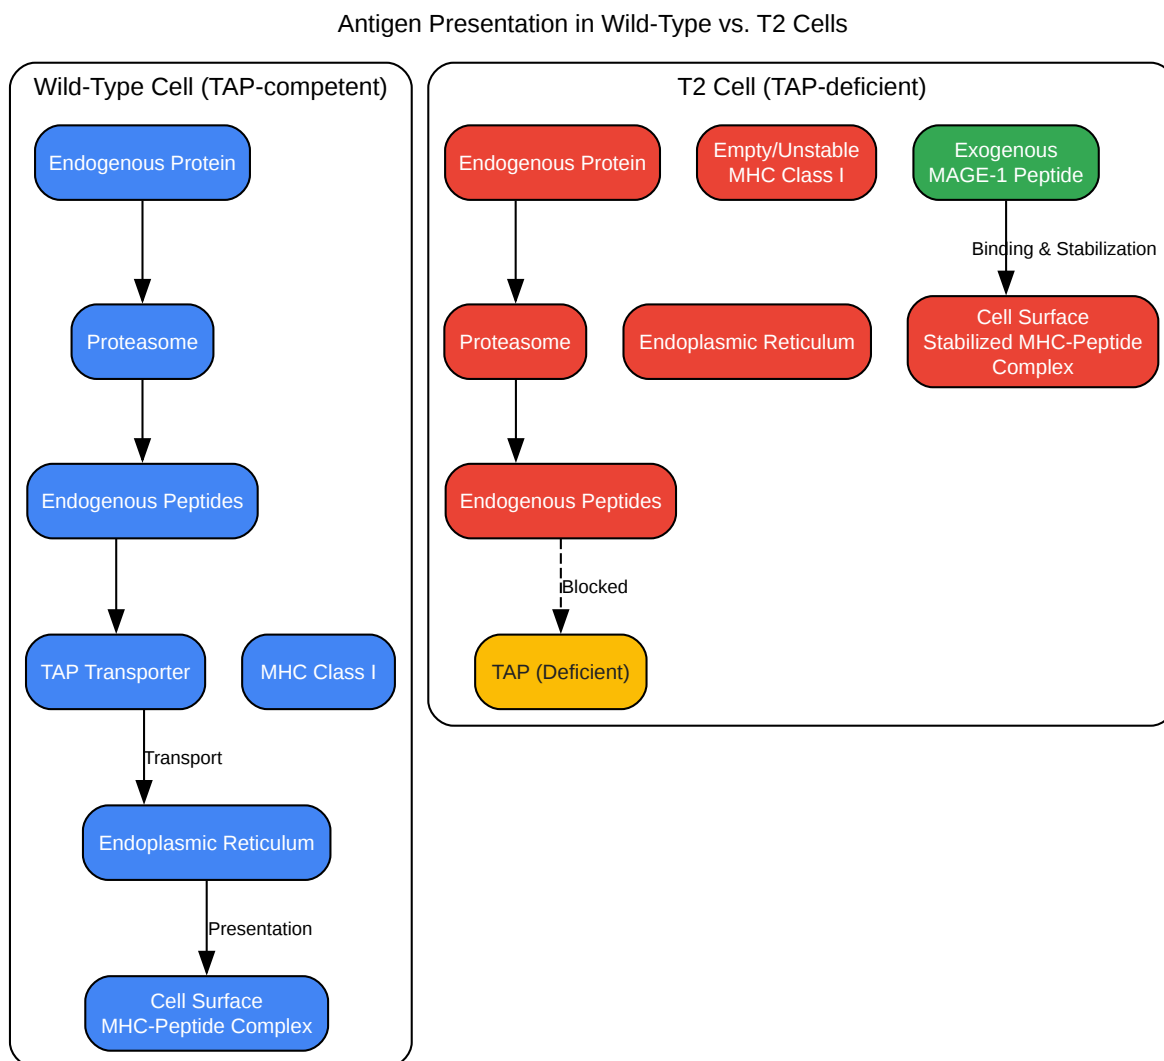 Antigen Presentation in Wild-Type vs. T2 Cells
Wild-Type Cell (TAP-competent)
Endogenous Protein
Proteasome
Endogenous Peptides
TAP Transporter
MHC Class I
Transport
Endoplasmic Reticulum
Presentation
Cell Surface
MHC-Peptide Complex
T2 Cell (TAP-deficient)
Endogenous Protein
Empty/Unstable
MHC Class I
Exogenous
MAGE-1 Peptide
Binding & Stabilization
Proteasome
Endoplasmic Reticulum
Cell Surface
Stabilized MHC-Peptide
Complex
Endogenous Peptides
Blocked
TAP (Deficient)